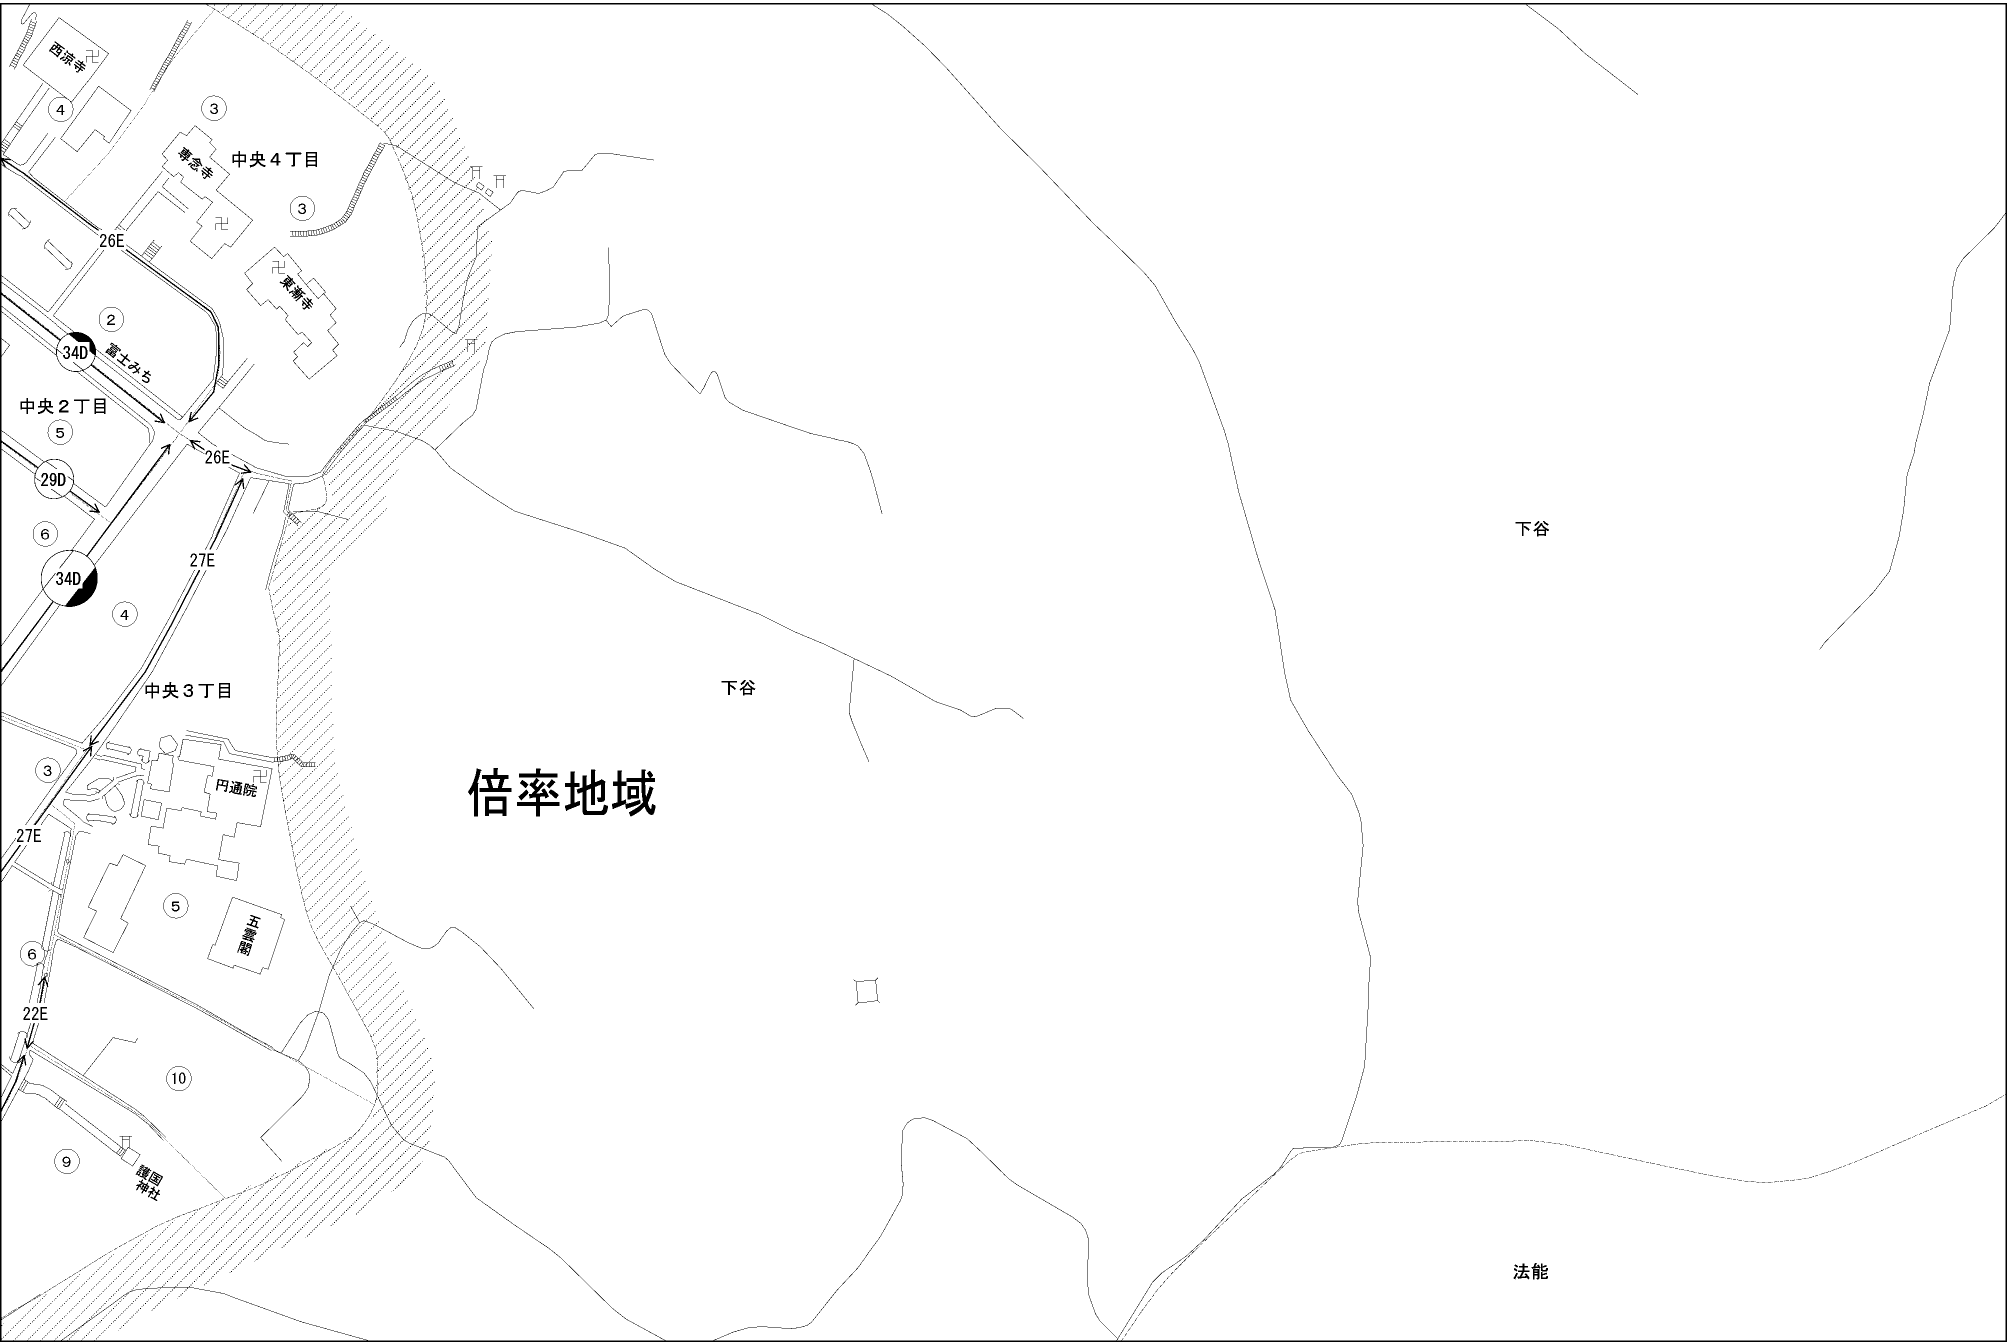 西涼寺
4
3
専念寺
中央4丁目
3
26E
東漸寺
2
34D
富士みち
中央2丁目
5
26E
29D
6
下谷
27E
34D
4
下谷
中央3丁目
3
円通院
倍率地域
27E
5
五雲閣
6
22E
10
9
護国
神社
法能